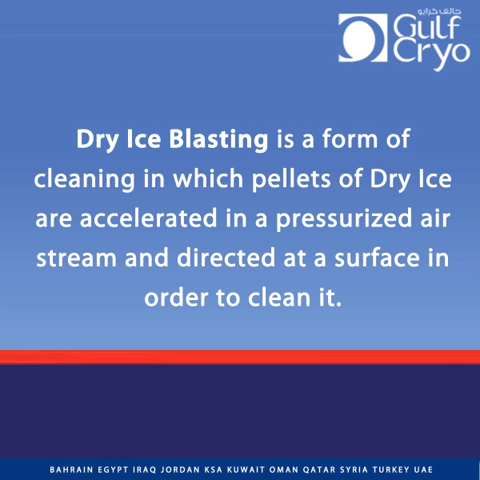 جالف كرايو
Gulf
Cryo
Dry Ice Blasting is a form of
cleaning in which pellets of Dry Ice
are accelerated in a pressurized air
stream and directed at a surface in
order to clean it.
BAHRAIN EGYPT IRAQ JORDAN KSA KUWAIT OMAN QATAR SYRIA TURKEY UAE